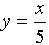 y = x/5